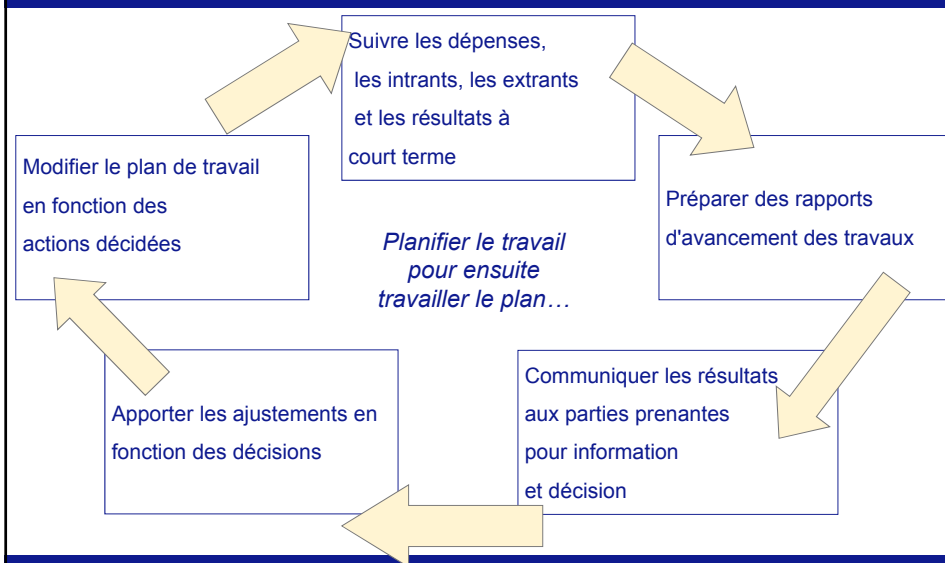 Suivre les dépenses,
les intrants, les extrants
et les résultats à
court terme
Préparer des rapports
d'avancement des travaux
Communiquer les résultats
aux parties prenantes
pour information
et décision
Apporter les ajustements en
fonction des décisions
Modifier le plan de travail
en fonction des
actions décidées
Planifier le travail
pour ensuite
travailler le plan…